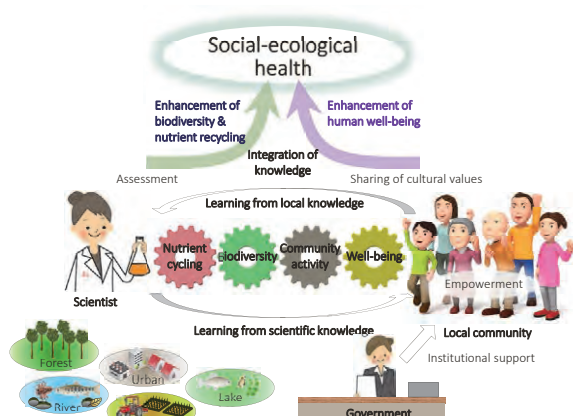 Social-ecological
health
Enhancement of
biodiversity &
nutrient recycling
Enhancement of
human well-being
Integration of
knowledge
Assessment
Sharing of cultural values
Learning from local knowledge
Nutrient
cycling
Biodiversity
Community
activity
Well-being
Empowerment
Scientist
Learning from scientific knowledge
Local community
Institutional support
Forest
Urban
Lake
River
Government